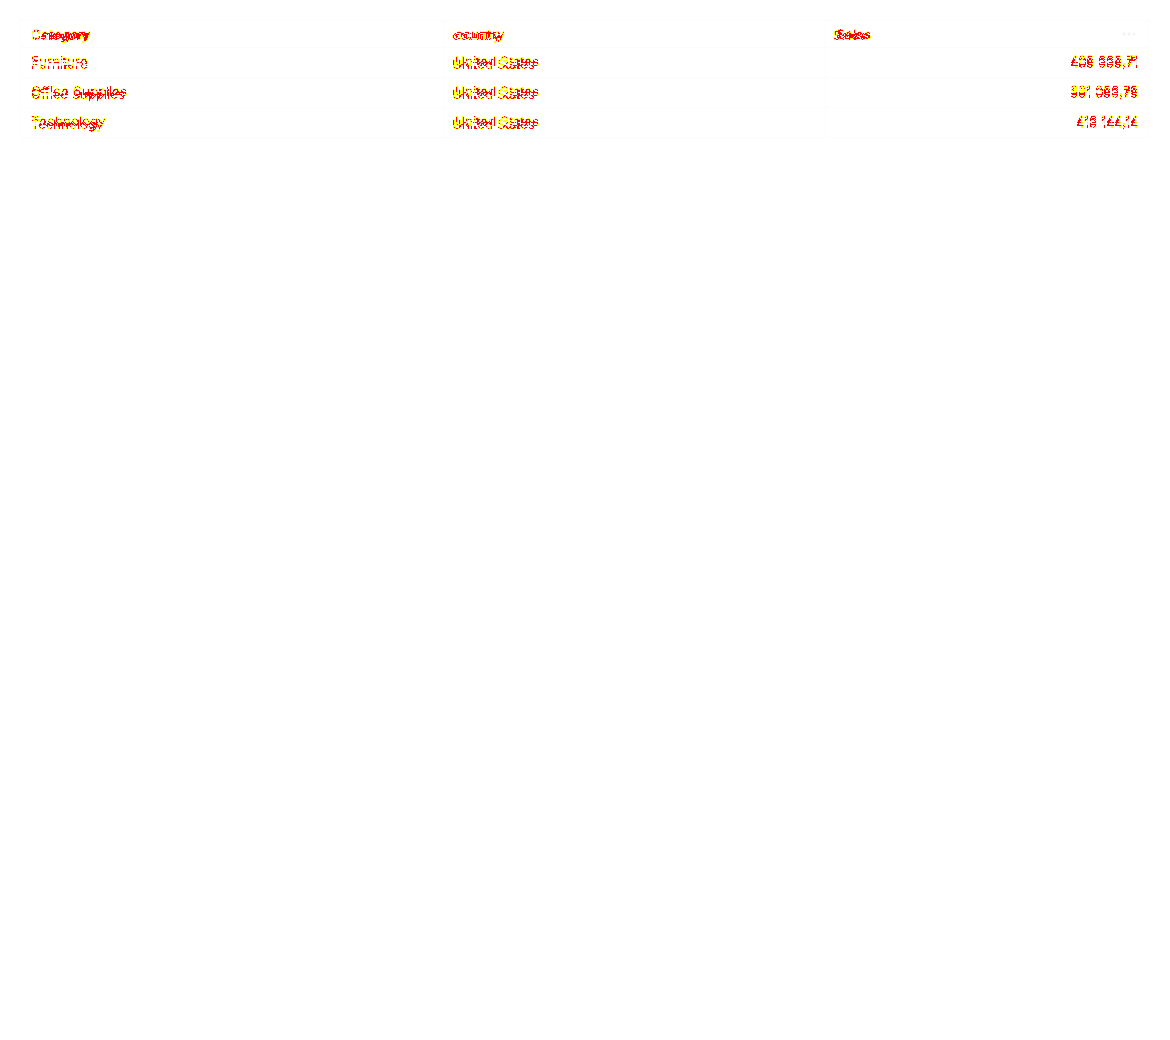 Category country Sales
Furniture United States
Office Supplies United States
Technology United States